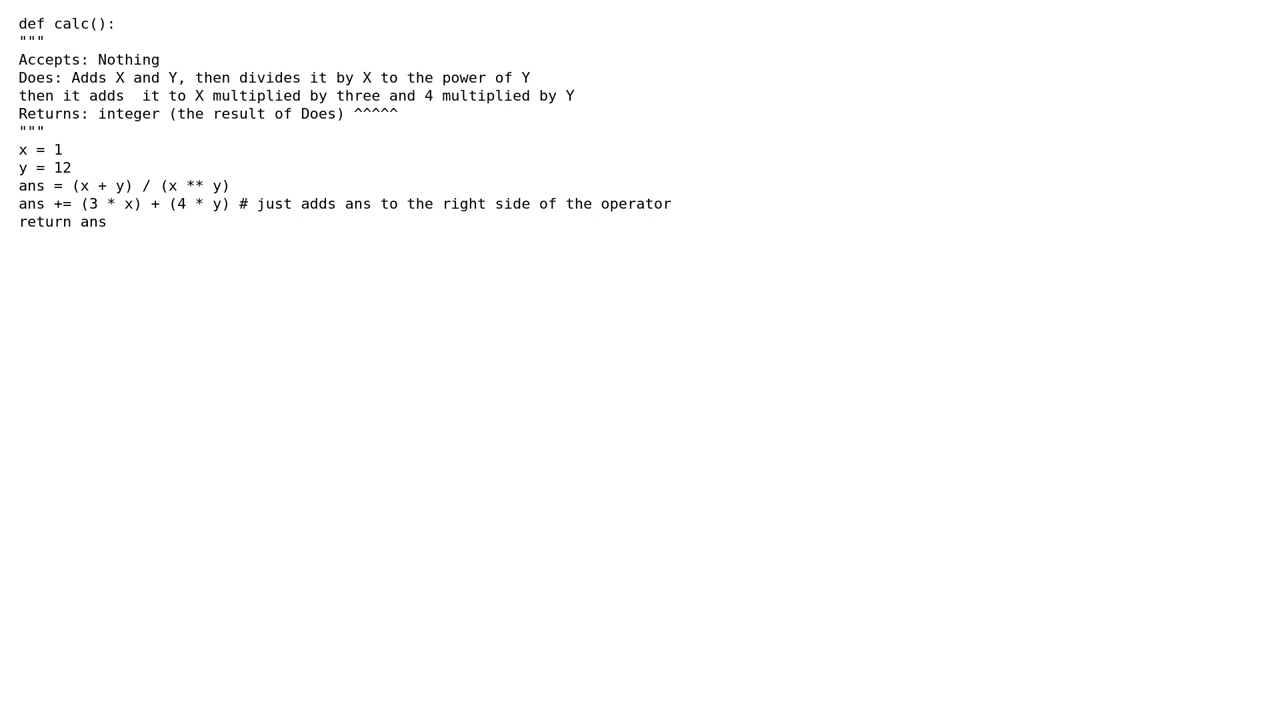 def calc():
"""
Accepts: Nothing
Does: Adds X and Y, then divides it by X to the power of Y
then it adds  it to X multiplied by three and 4 multiplied by Y
Returns: integer (the result of Does) ^^^^^
"""
x = 1
y = 12
ans = (x + y) / (x ** y)
ans += (3 * x) + (4 * y) # just adds ans to the right side of the operator
return ans